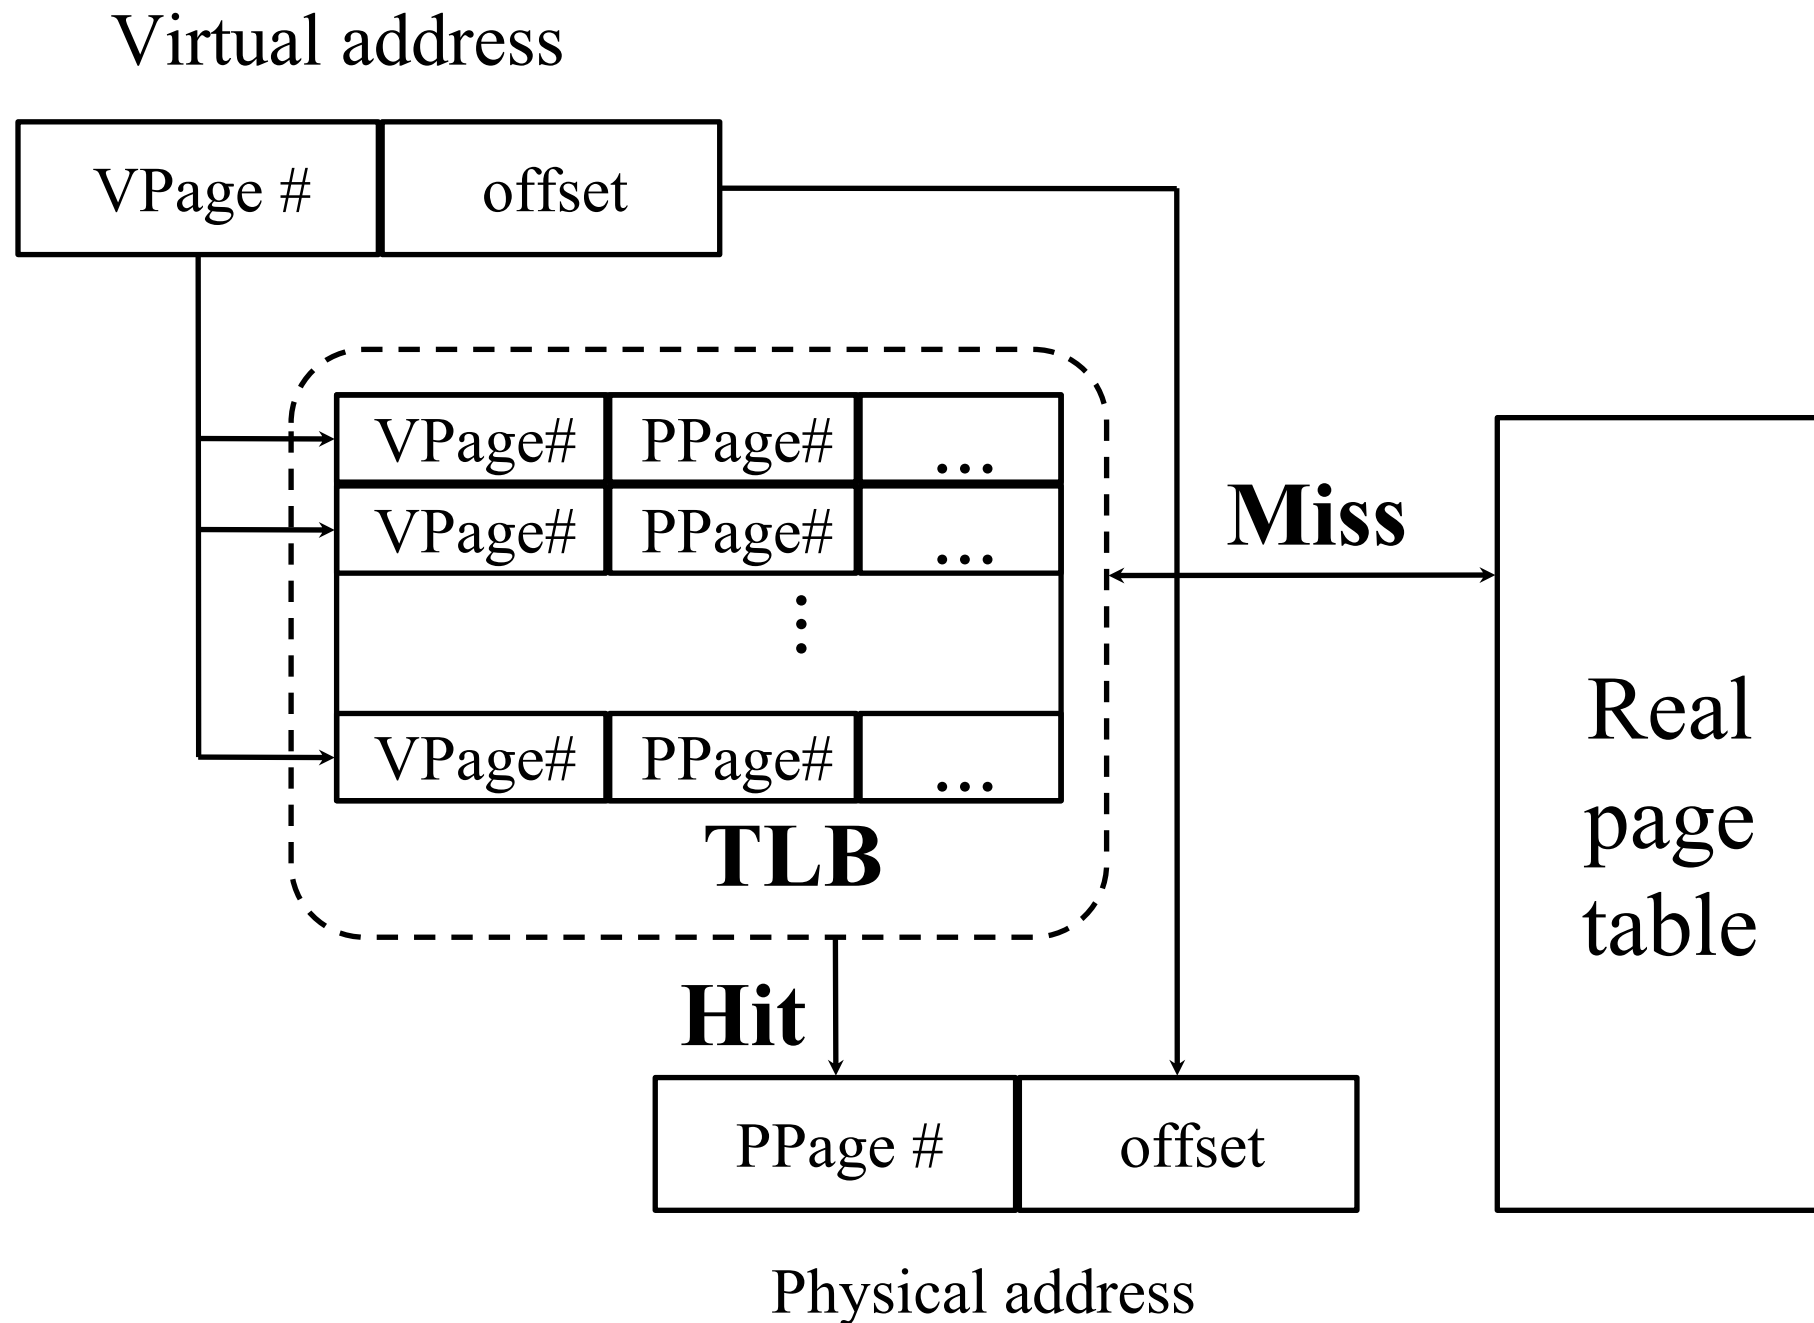 Virtual address
VPage # offset
VPage# PPage# ...
VPage# PPage# ...
Miss
⋮
Real
page
table
VPage# PPage# ...
TLB
Hit
PPage # offset
Physical address